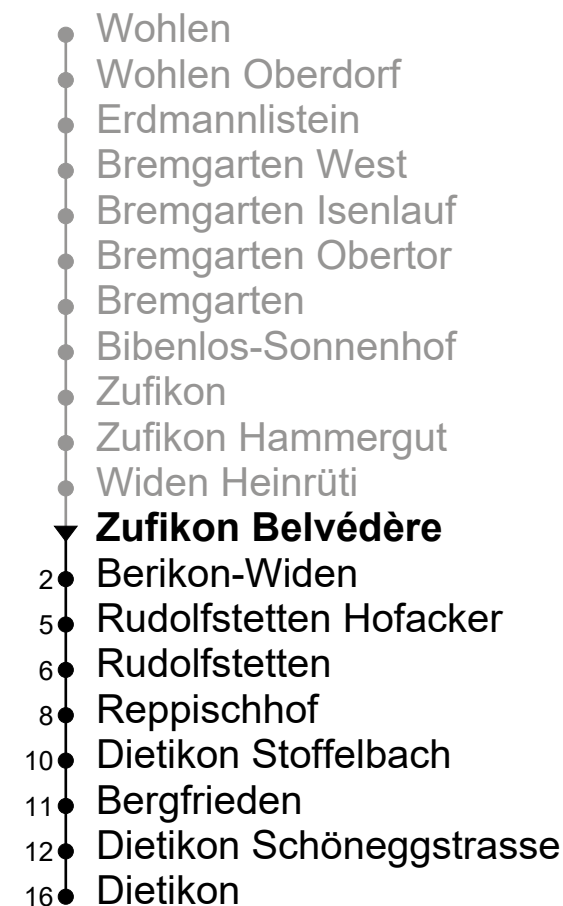 Wohlen
Wohlen Oberdorf
Erdmannlistein
Bremgarten West
Bremgarten Isenlauf
Bremgarten Obertor
Bremgarten
Bibenlos-Sonnenhof
Zufikon
Zufikon Hammergut
Widen Heinrüti
Zufikon Belvédère
2 Berikon-Widen
5 Rudolfstetten Hofacker
6 Rudolfstetten
8 Reppischhof
10 Dietikon Stoffelbach
11 Bergfrieden
12 Dietikon Schöneggstrasse
16 Dietikon